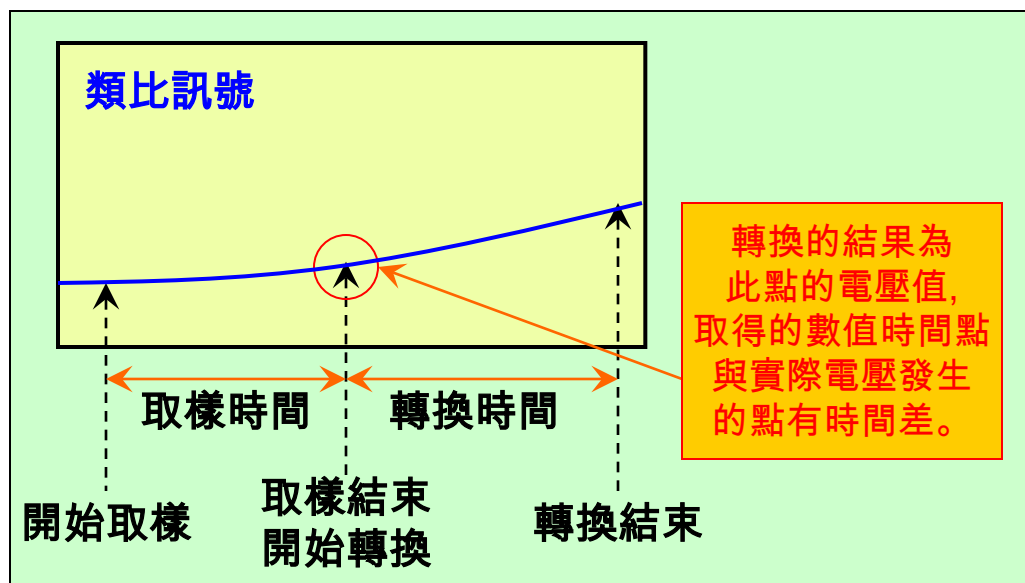 類比訊號
轉換的結果為
此點的電壓值,
取得的數值時間點
與實際電壓發生
的點有時間差。
取樣時間
轉換時間
開始取樣
取樣結束
開始轉換
轉換結束